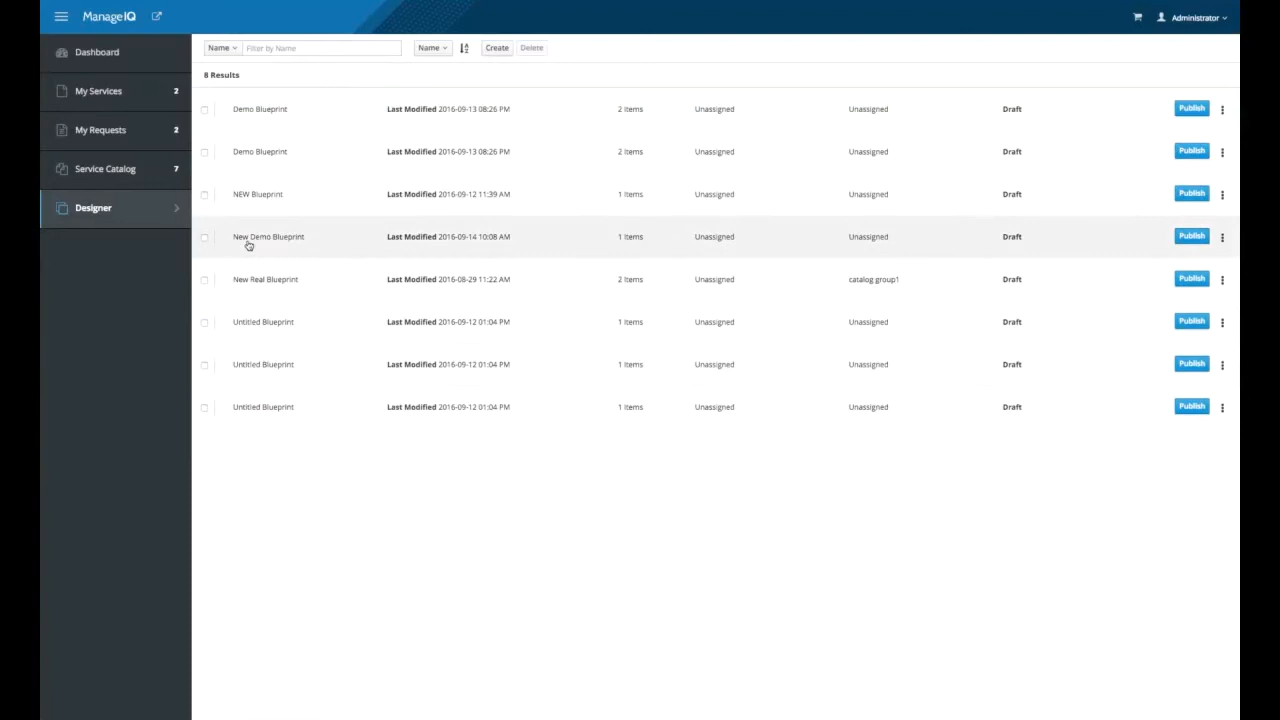 ManageIQ Administrator
Dashboard
My Services 2
My Requests 2
Service Catalog 7
Designer
Name Filter by Name Name Create Delete
8 Results
Demo Blueprint Last Modified 2016-09-13 08:26 PM 2 Items Unassigned Unassigned Draft Publish
Demo Blueprint Last Modified 2016-09-13 08:26 PM 2 Items Unassigned Unassigned Draft Publish
NEW Blueprint Last Modified 2016-09-12 11:39 AM 1 Items Unassigned Unassigned Draft Publish
New Demo Blueprint Last Modified 2016-09-14 10:08 AM 1 Items Unassigned Unassigned Draft Publish
New Real Blueprint Last Modified 2016-08-29 11:22 AM 2 Items Unassigned catalog group1 Draft Publish
Untitled Blueprint Last Modified 2016-09-12 01:04 PM 1 Items Unassigned Unassigned Draft Publish
Untitled Blueprint Last Modified 2016-09-12 01:04 PM 1 Items Unassigned Unassigned Draft Publish
Untitled Blueprint Last Modified 2016-09-12 01:04 PM 1 Items Unassigned Unassigned Draft Publish